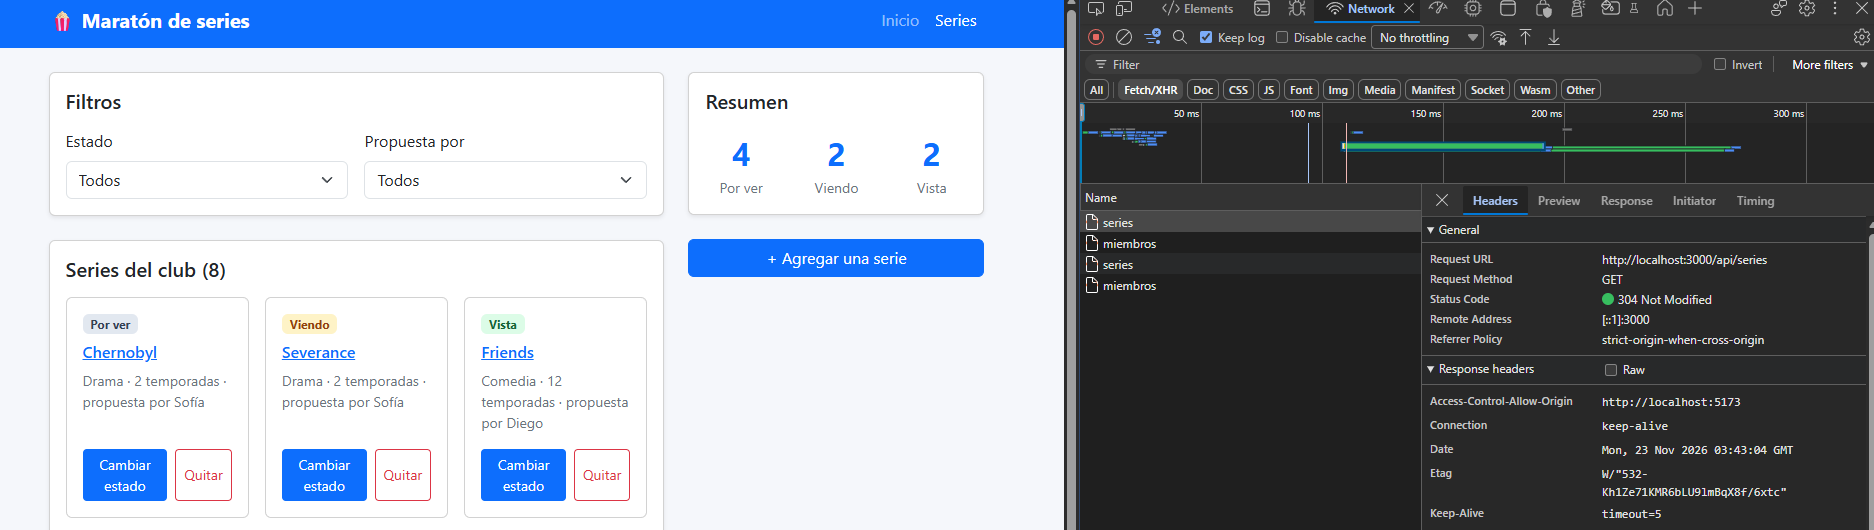 Maratón de series
Inicio Series
Filtros
Estado
Todos
Propuesta por
Todos
Resumen
4
Por ver
2
Viendo
2
Vista
+ Agregar una serie
Series del club (8)
Por ver
Chernobyl
Drama · 2 temporadas ·
propuesta por Sofía
Cambiar
estado
Quitar
Viendo
Severance
Drama · 2 temporadas ·
propuesta por Sofía
Cambiar
estado
Quitar
Vista
Friends
Comedia · 12
temporadas · propuesta
por Diego
Cambiar
estado
Quitar
Elements
Network
Keep log
Disable cache
No throttling
Filter
Invert
More filters
All Fetch/XHR Doc CSS JS Font Img Media Manifest Socket Wasm Other
50 ms 100 ms 150 ms 200 ms 250 ms 300 ms
Name
series
miembros
series
miembros
Headers Preview Response Initiator Timing
General
Request URL http://localhost:3000/api/series
Request Method GET
Status Code 304 Not Modified
Remote Address [::1]:3000
Referrer Policy strict-origin-when-cross-origin
Response headers Raw
Access-Control-Allow-Origin http://localhost:5173
Connection keep-alive
Date Mon, 23 Nov 2026 03:43:04 GMT
Etag W/"532-
Kh1Ze71KMR6bLU9lmBqX8f/6xtc"
Keep-Alive timeout=5